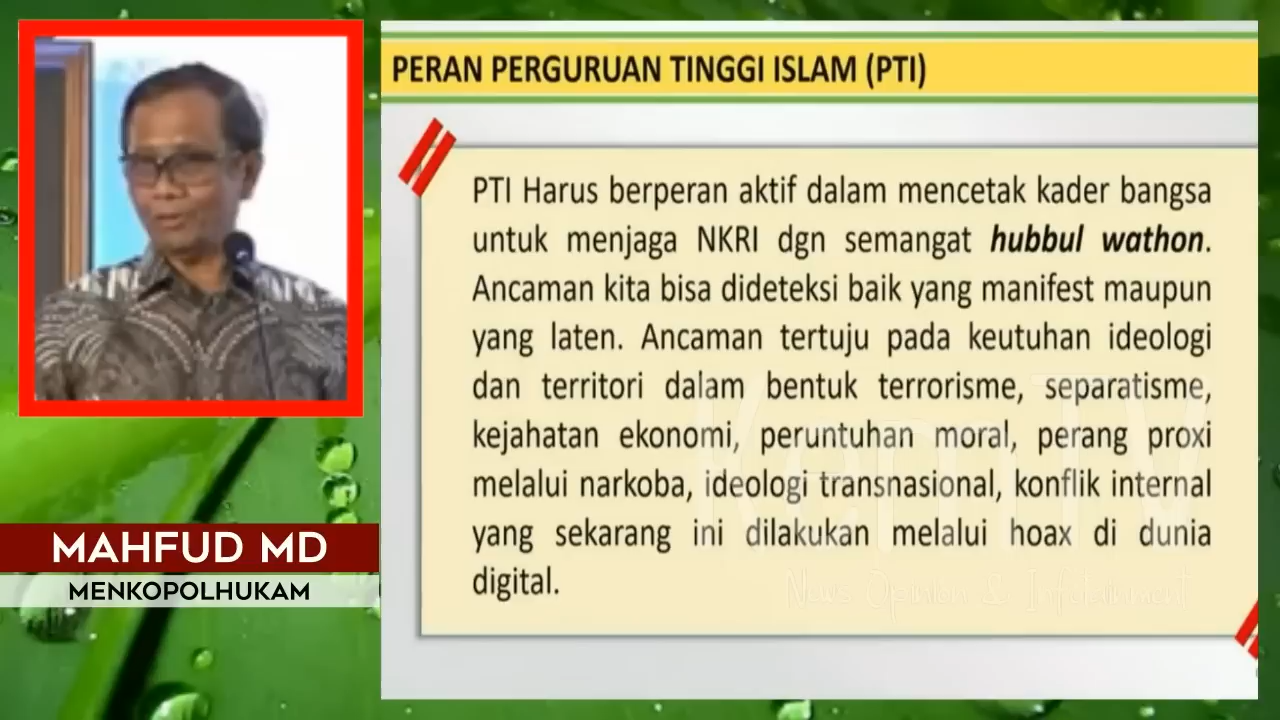 PERAN PERGURUAN TINGGI ISLAM (PTI)
PTI Harus berperan aktif dalam mencetak kader bangsa
untuk menjaga NKRI dgn semangat hubbul wathon.
Ancaman kita bisa dideteksi baik yang manifest maupun
yang laten. Ancaman tertuju pada keutuhan ideologi
dan territori dalam bentuk terrorisme, separatisme,
kejahatan ekonomi, peruntuhan moral, perang proxi
melalui narkoba, ideologi transnasional, konflik internal
yang sekarang ini dilakukan melalui hoax di dunia
digital.
MAHFUD MD
MENKOPOLHUKAM
News Opinion & Infotainment